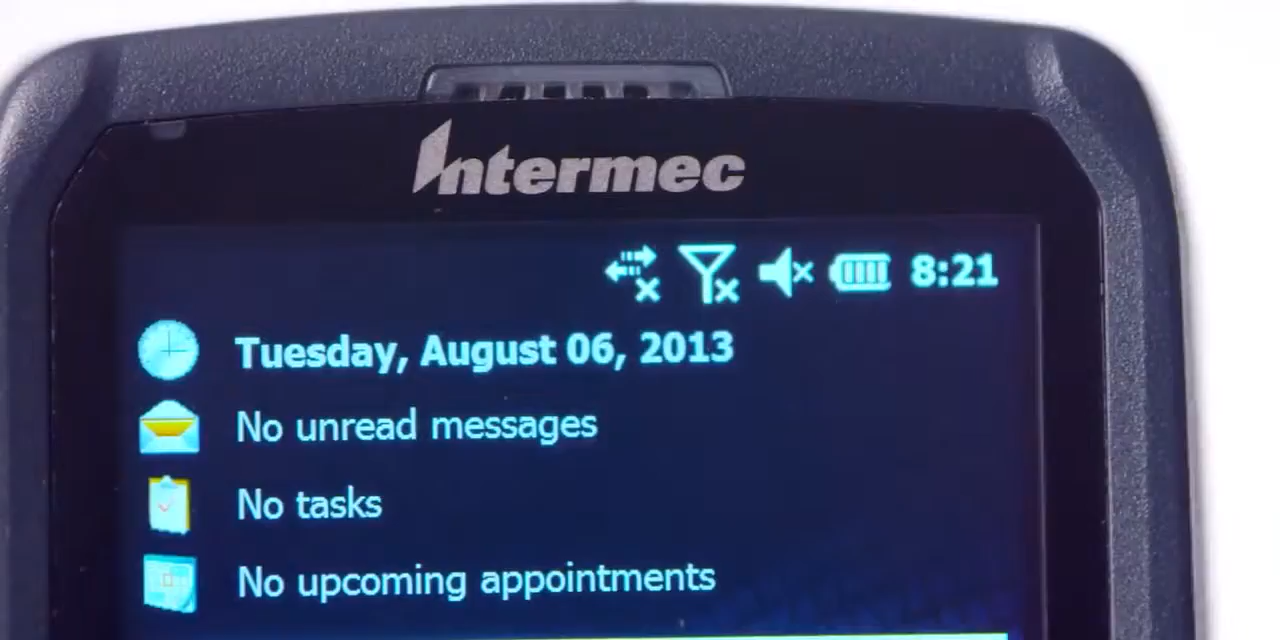 Intermec
8:21
Tuesday, August 06, 2013
No unread messages
No tasks
No upcoming appointments